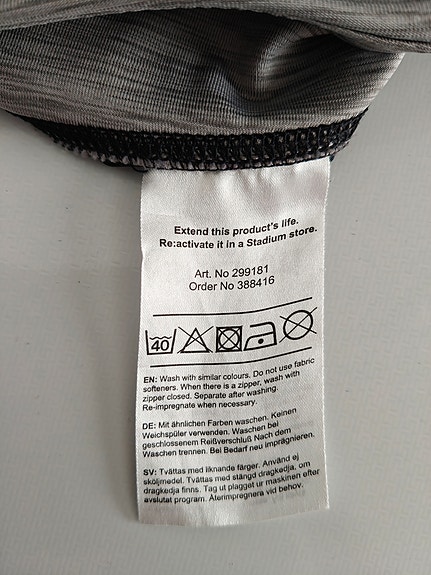 Extend this product's life.
Re:activate it in a Stadium store.
Art. No 299181
Order No 388416
40
EN: Wash with similar colours. Do not use fabric
softeners. When there is a zipper, wash with
zipper closed. Separate after washing.
Re-impregnate when necessary.
DE: Mit ähnlichen Farben waschen. Keinen
Weichspüler verwenden. Waschen bei
geschlossenem Reißverschluß Nach dem
Waschen trennen. Bei Bedarf neu imprägnieren.
SV: Tvättas med liknande färger. Använd ej
sköljmedel. Tvättas med stängd dragkedja, om
dragkedja finns. Tag ut plagget ur maskinen efter
avslutat program. Återimpregnera vid behov.